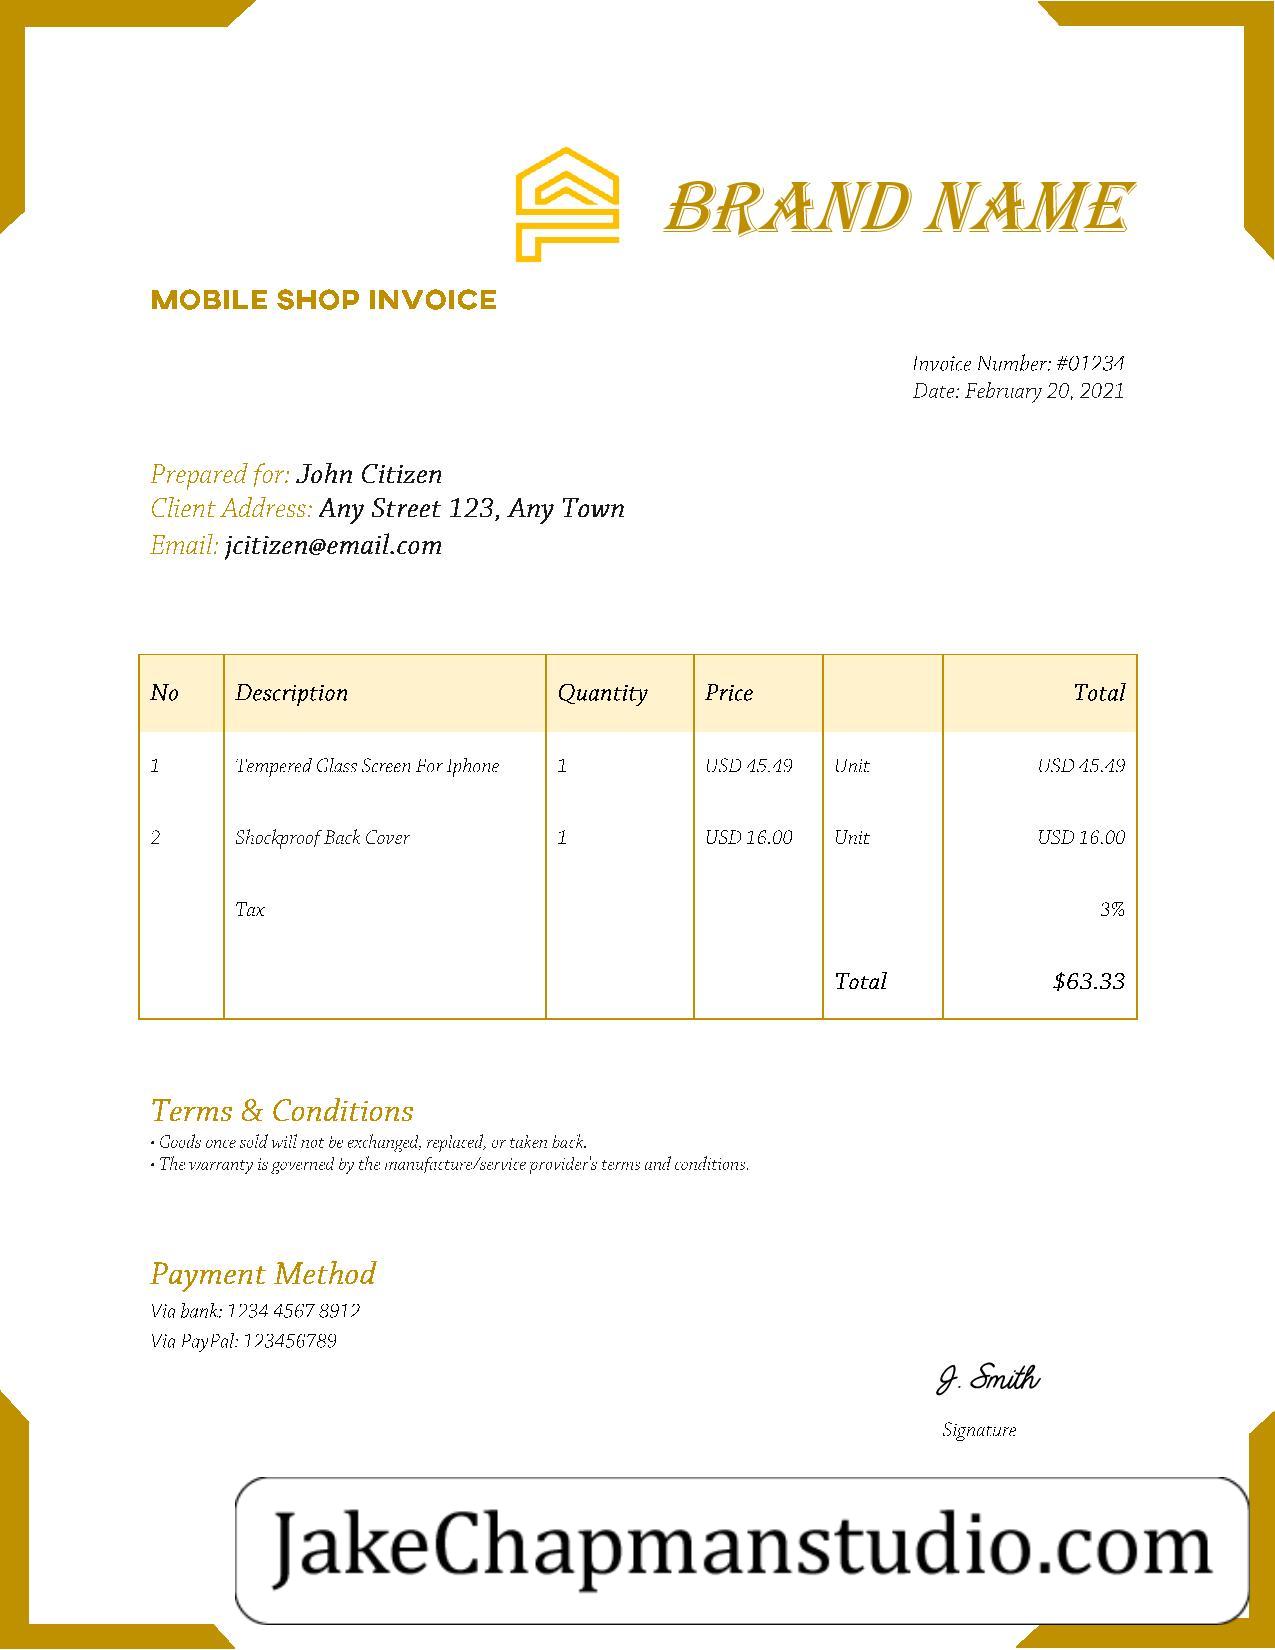 BRAND NAME
MOBILE SHOP INVOICE
Invoice Number: #01234
Date: February 20, 2021
Prepared for: John Citizen
Client Address: Any Street 123, Any Town
Email: jcitizen@email.com
No Description Quantity Price Total
1 Tempered Glass Screen For Iphone 1 USD 45.49 Unit USD 45.49
2 Shockproof Back Cover 1 USD 16.00 Unit USD 16.00
Tax 3%
Total $63.33
Terms & Conditions
• Goods once sold will not be exchanged, replaced, or taken back.
• The warranty is governed by the manufacture/service provider's terms and conditions.
Payment Method
Via bank: 1234 4567 8912
Via PayPal: 123456789
J. Smith
Signature
JakeChapmanstudio.com